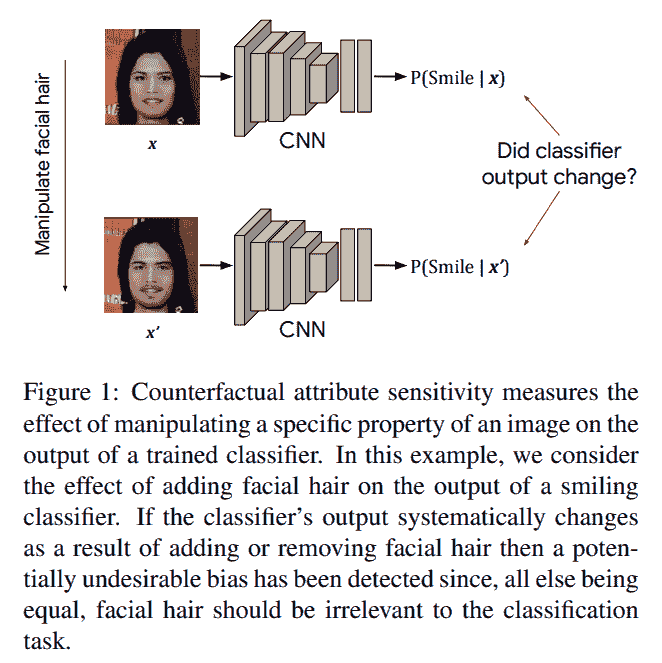 Manipulate facial hair
x
CNN
P(Smile | x)
Did classifier
output change?
x'
CNN
P(Smile | x')
Figure 1: Counterfactual attribute sensitivity measures the
effect of manipulating a specific property of an image on the
output of a trained classifier. In this example, we consider
the effect of adding facial hair on the output of a smiling
classifier. If the classifier's output systematically changes
as a result of adding or removing facial hair then a poten-
tially undesirable bias has been detected since, all else being
equal, facial hair should be irrelevant to the classification
task.